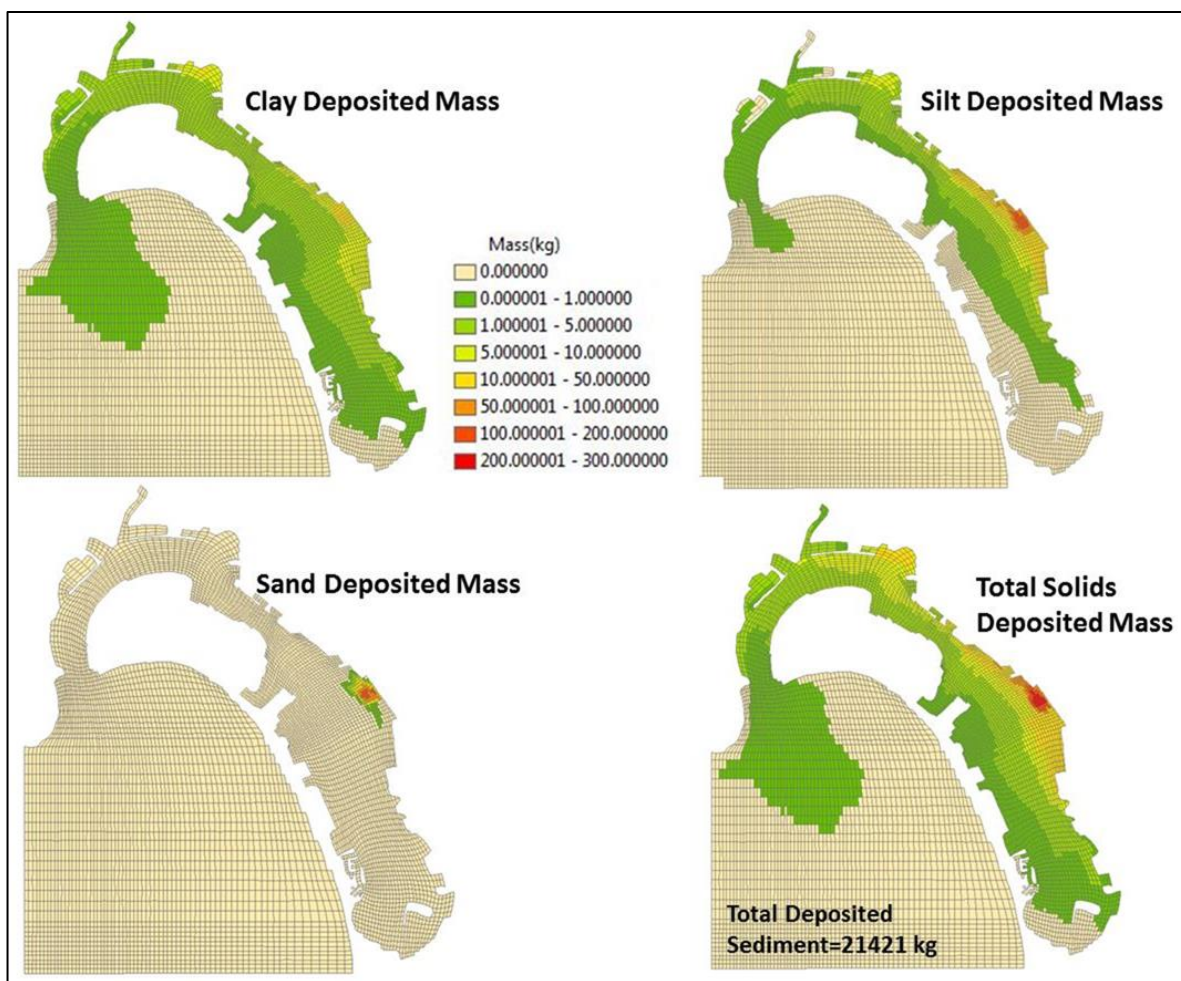 Clay Deposited Mass
Silt Deposited Mass
Mass(kg)
0.000000
0.000001 - 1.000000
1.000001 - 5.000000
5.000001 - 10.000000
10.000001 - 50.000000
50.000001 - 100.000000
100.000001 - 200.000000
200.000001 - 300.000000
Sand Deposited Mass
Total Solids
Deposited Mass
Total Deposited
Sediment=21421 kg